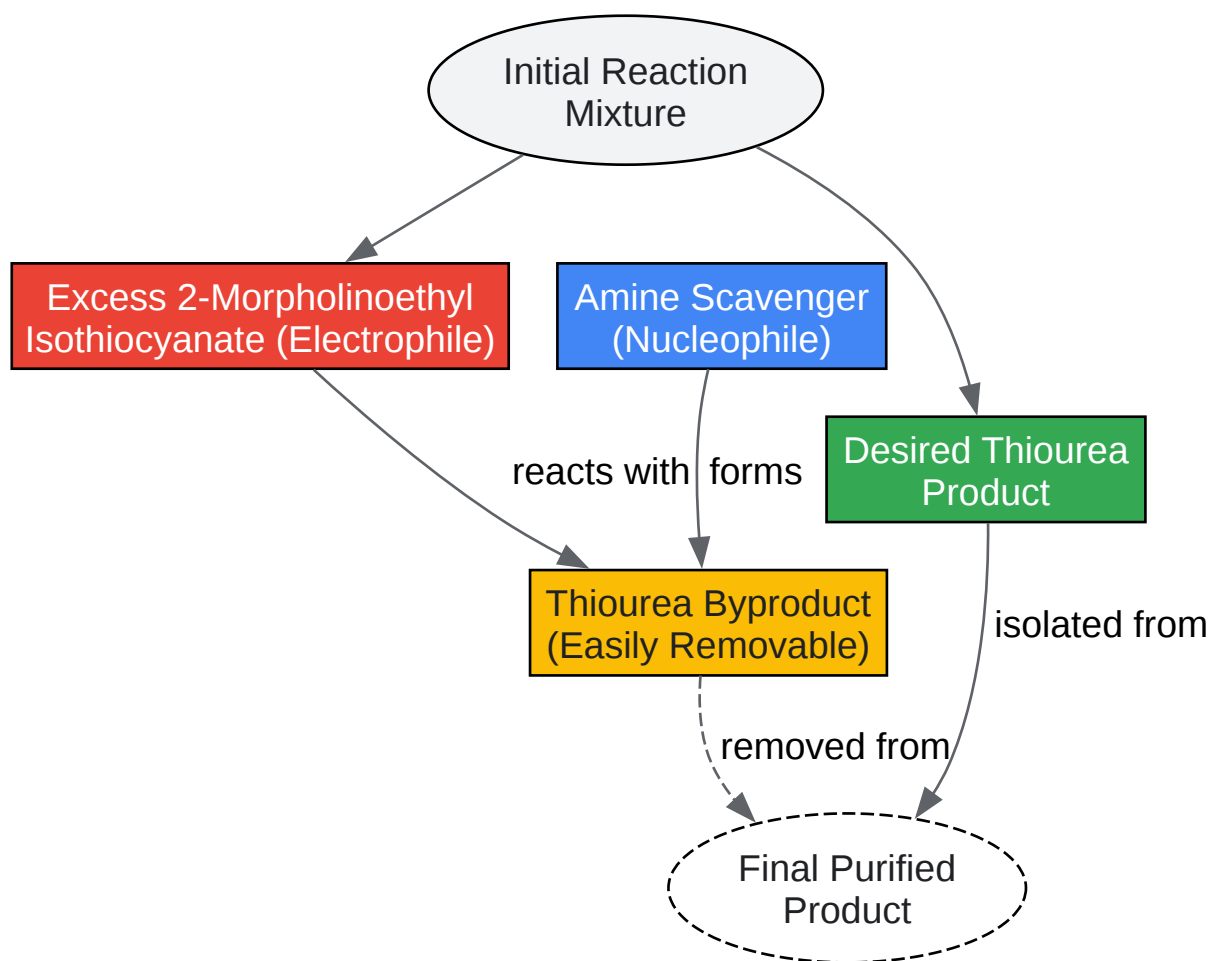 Initial Reaction
Mixture
Excess 2-Morpholinoethyl
Isothiocyanate (Electrophile)
Amine Scavenger
(Nucleophile)
Desired Thiourea
Product
reacts with
forms
Thiourea Byproduct
(Easily Removable)
isolated from
removed from
Final Purified
Product